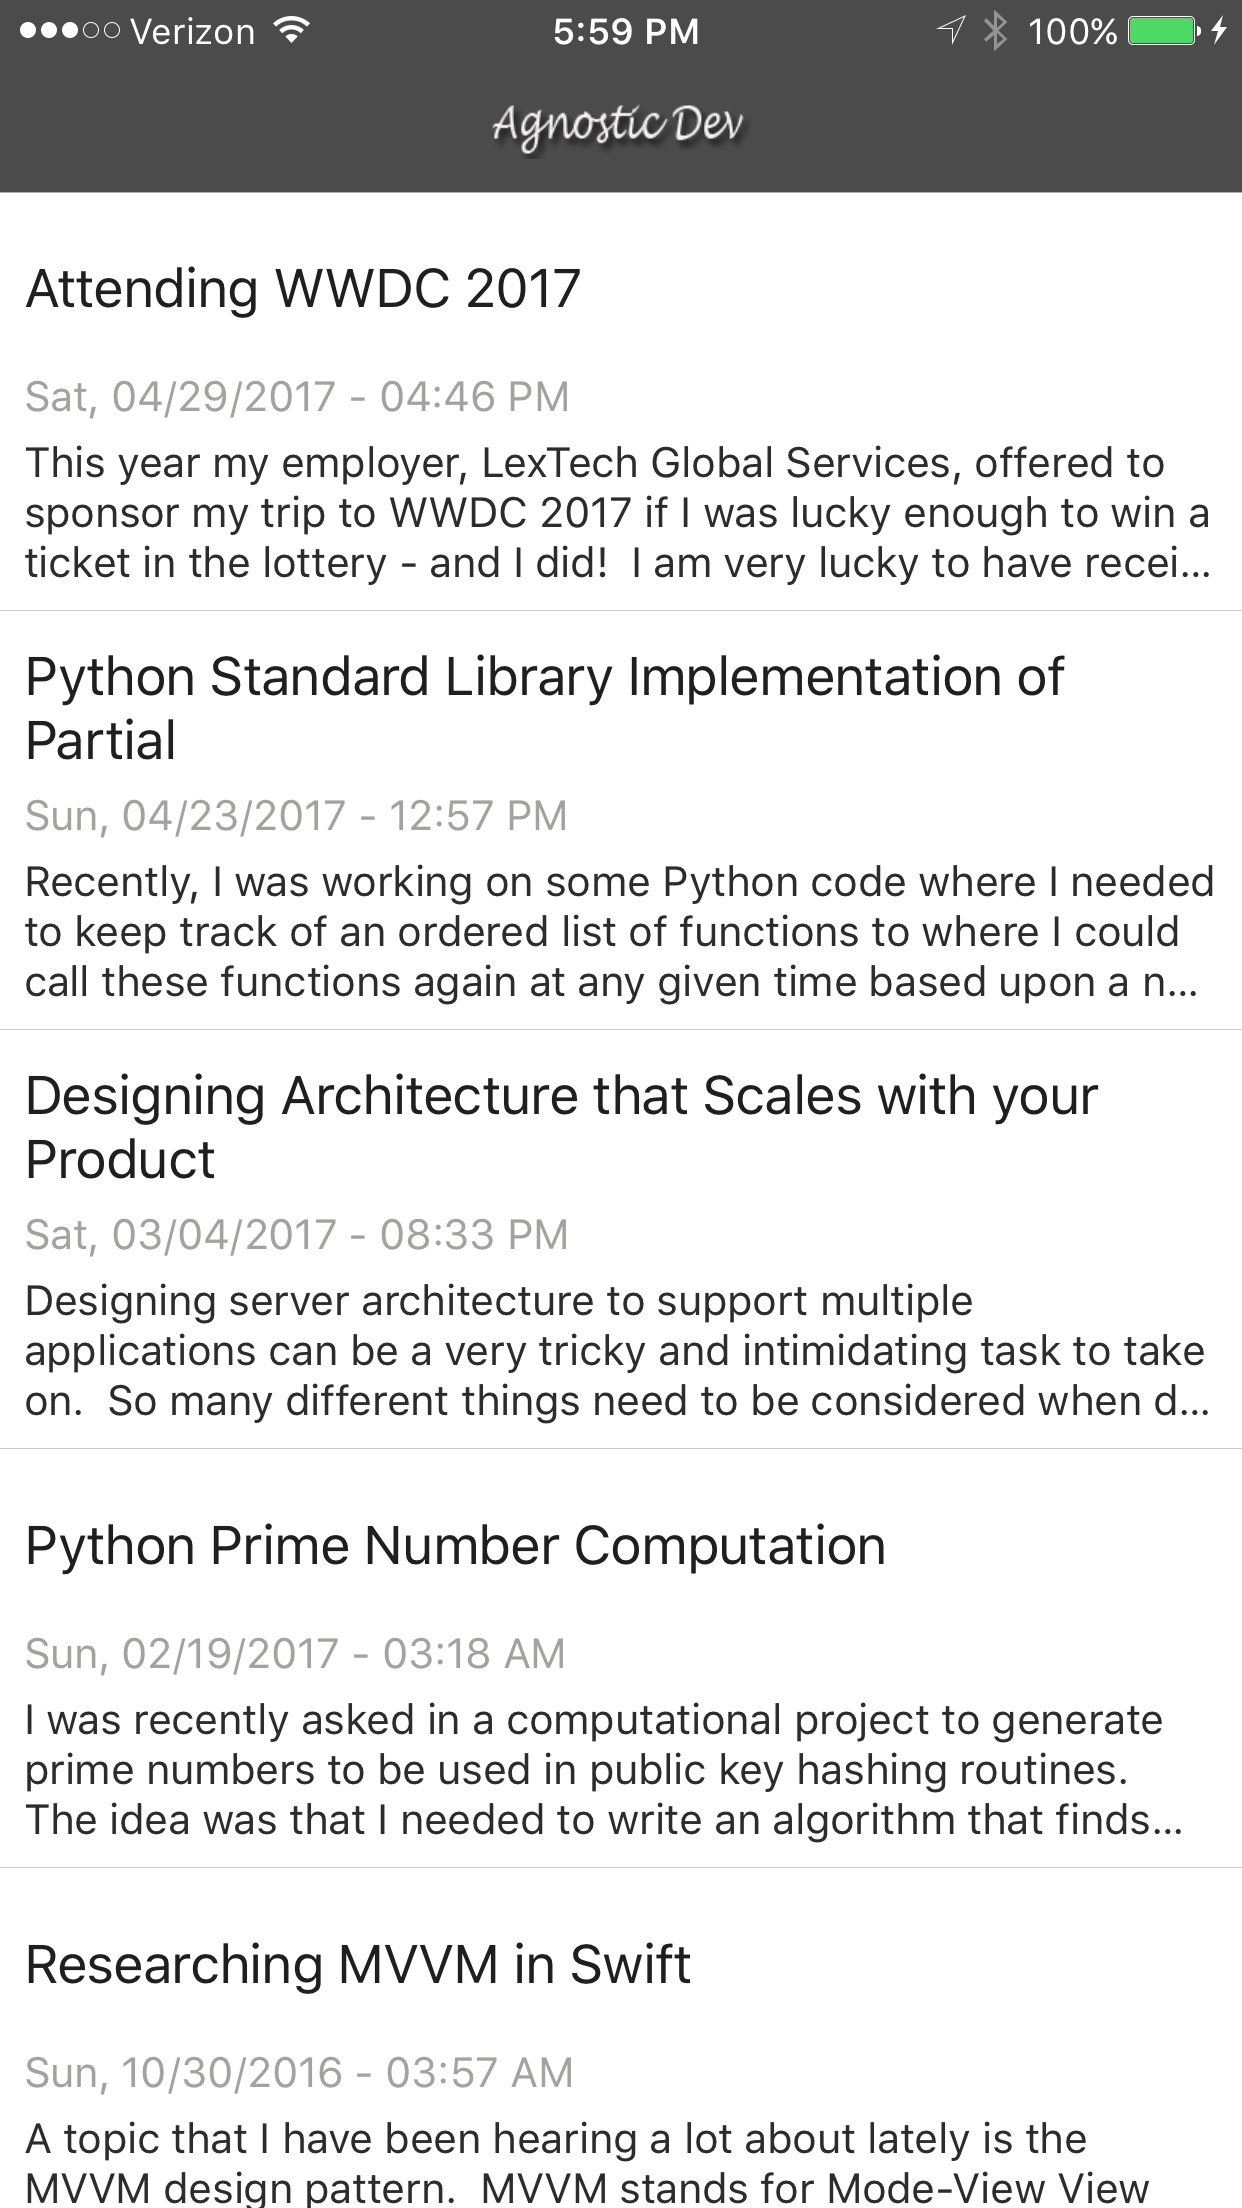 Verizon 5:59 PM 100%
Agnostic Dev
Attending WWDC 2017
Sat, 04/29/2017 - 04:46 PM
This year my employer, LexTech Global Services, offered to
sponsor my trip to WWDC 2017 if I was lucky enough to win a
ticket in the lottery - and I did!  I am very lucky to have recei...
Python Standard Library Implementation of
Partial
Sun, 04/23/2017 - 12:57 PM
Recently, I was working on some Python code where I needed
to keep track of an ordered list of functions to where I could
call these functions again at any given time based upon a n...
Designing Architecture that Scales with your
Product
Sat, 03/04/2017 - 08:33 PM
Designing server architecture to support multiple
applications can be a very tricky and intimidating task to take
on.  So many different things need to be considered when d...
Python Prime Number Computation
Sun, 02/19/2017 - 03:18 AM
I was recently asked in a computational project to generate
prime numbers to be used in public key hashing routines.
The idea was that I needed to write an algorithm that finds...
Researching MVVM in Swift
Sun, 10/30/2016 - 03:57 AM
A topic that I have been hearing a lot about lately is the
MVVM design pattern.  MVVM stands for Mode-View View